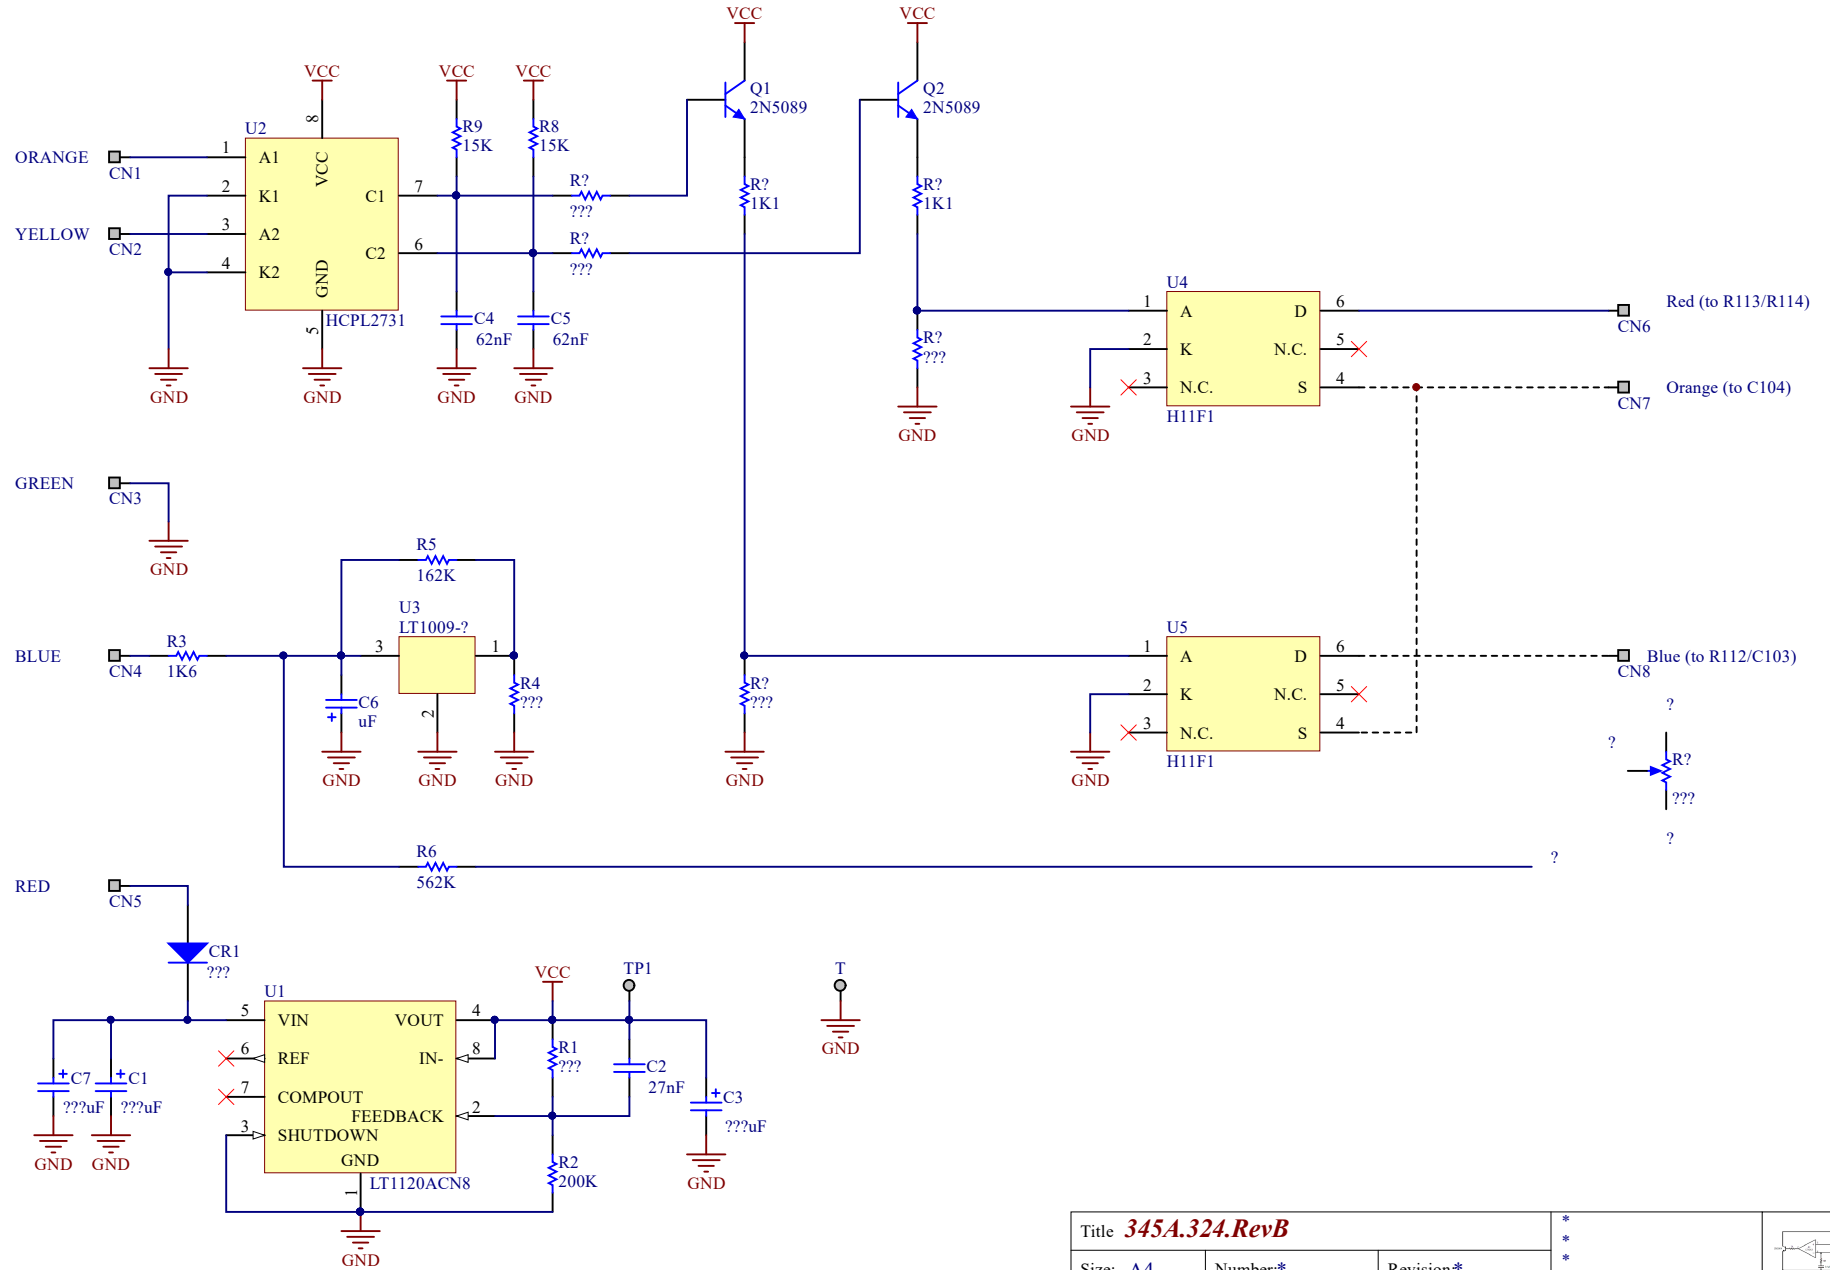 VCC
VCC
VCC
VCC
VCC
Q1
2N5089
Q2
2N5089
U2
8
R9
15K
R8
15K
ORANGE
CN1
1
A1
VCC
2
K1
C1
7
R?
???
R?
1K1
R?
1K1
YELLOW
CN2
3
A2
C2
6
R?
???
4
K2
GND
5
HCPL2731
C4
62nF
C5
62nF
GND
GND
GND
GND
U4
1
A
D
6
Red (to R113/R114)
CN6
2
K
N.C.
5
3
N.C.
S
4
Orange (to C104)
CN7
H11F1
R?
???
GND
GND
GREEN
CN3
GND
R5
162K
U3
LT1009-?
BLUE
CN4
R3
1K6
3
1
2
C6
uF
R4
???
GND
GND
GND
R?
???
GND
U5
1
A
D
6
Blue (to R112/C103)
CN8
2
K
N.C.
5
3
N.C.
S
4
H11F1
GND
?
?
R?
???
?
R6
562K
?
RED
CN5
CR1
???
U1
VCC
TP1
T
GND
5
VIN
VOUT
4
6
REF
IN-
8
7
COMPOUT
FEEDBACK
2
3
SHUTDOWN
GND
1
LT1120ACN8
R1
???
C2
27nF
C3
???uF
C7
???uF
C1
???uF
GND
GND
R2
200K
GND
GND
Title 345A.324.RevB
*
*
*
Size: A4
Number:*
Revision:*